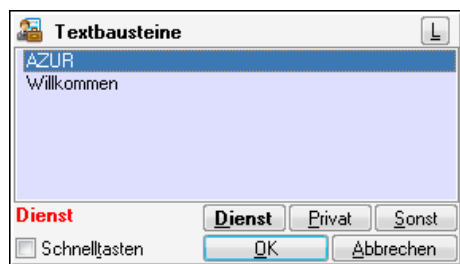 Textbausteine L
AZUR
Willkommen
Dienst Dienst Privat Sonst
Schnelltasten OK Abbrechen